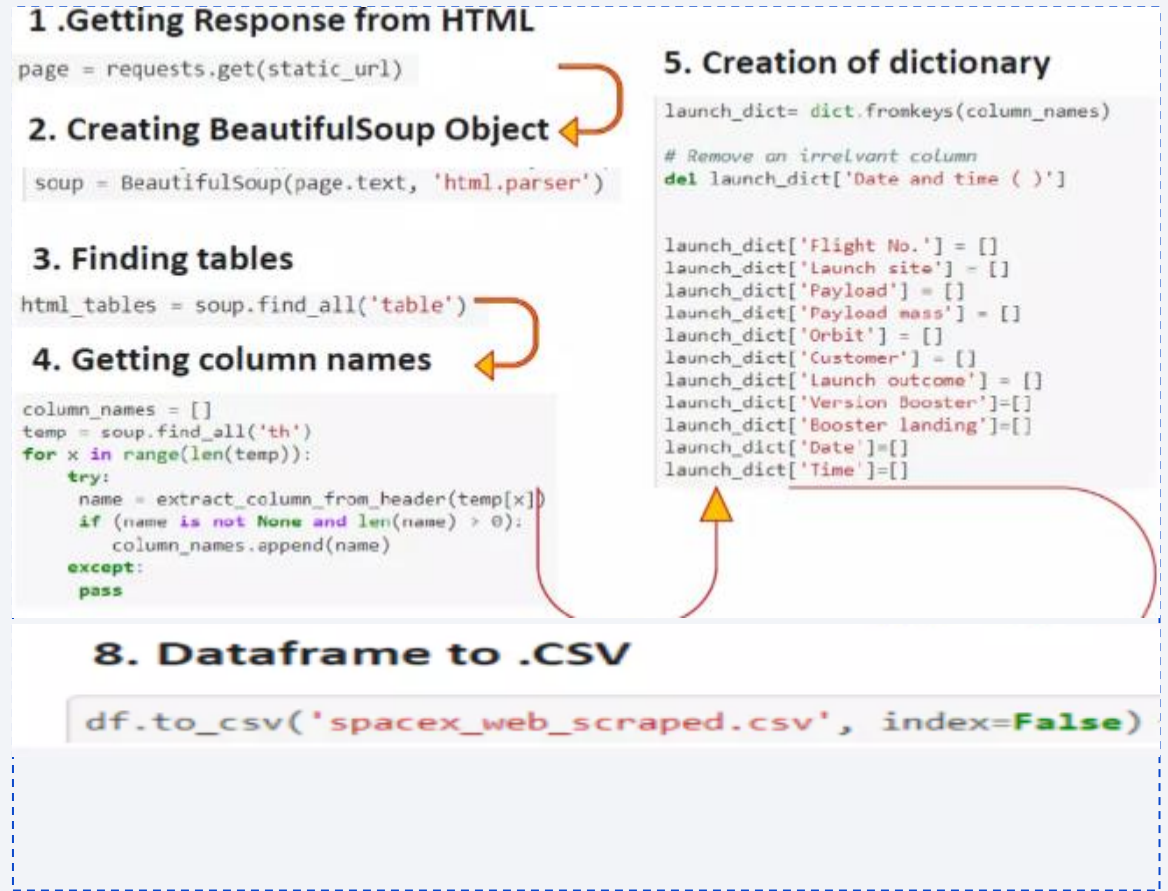 1 .Getting Response from HTML
page = requests.get(static_url)
2. Creating BeautifulSoup Object
soup = BeautifulSoup(page.text, 'html.parser')
3. Finding tables
html_tables = soup.find_all('table')
4. Getting column names
column_names = []
temp = soup.find_all('th')
for x in range(len(temp)):
    try:
     name = extract_column_from_header(temp[x])
     if (name is not None and len(name) > 0):
        column_names.append(name)
    except:
     pass
5. Creation of dictionary
launch_dict= dict.fromkeys(column_names)
# Remove an irrelvant column
del launch_dict['Date and time ( )']
launch_dict['Flight No.'] = []
launch_dict['Launch site'] = []
launch_dict['Payload'] = []
launch_dict['Payload mass'] = []
launch_dict['Orbit'] = []
launch_dict['Customer'] = []
launch_dict['Launch outcome'] = []
launch_dict['Version Booster']=[]
launch_dict['Booster landing']=[]
launch_dict['Date']=[]
launch_dict['Time']=[]
8. Dataframe to .CSV
df.to_csv('spacex_web_scraped.csv', index=False)